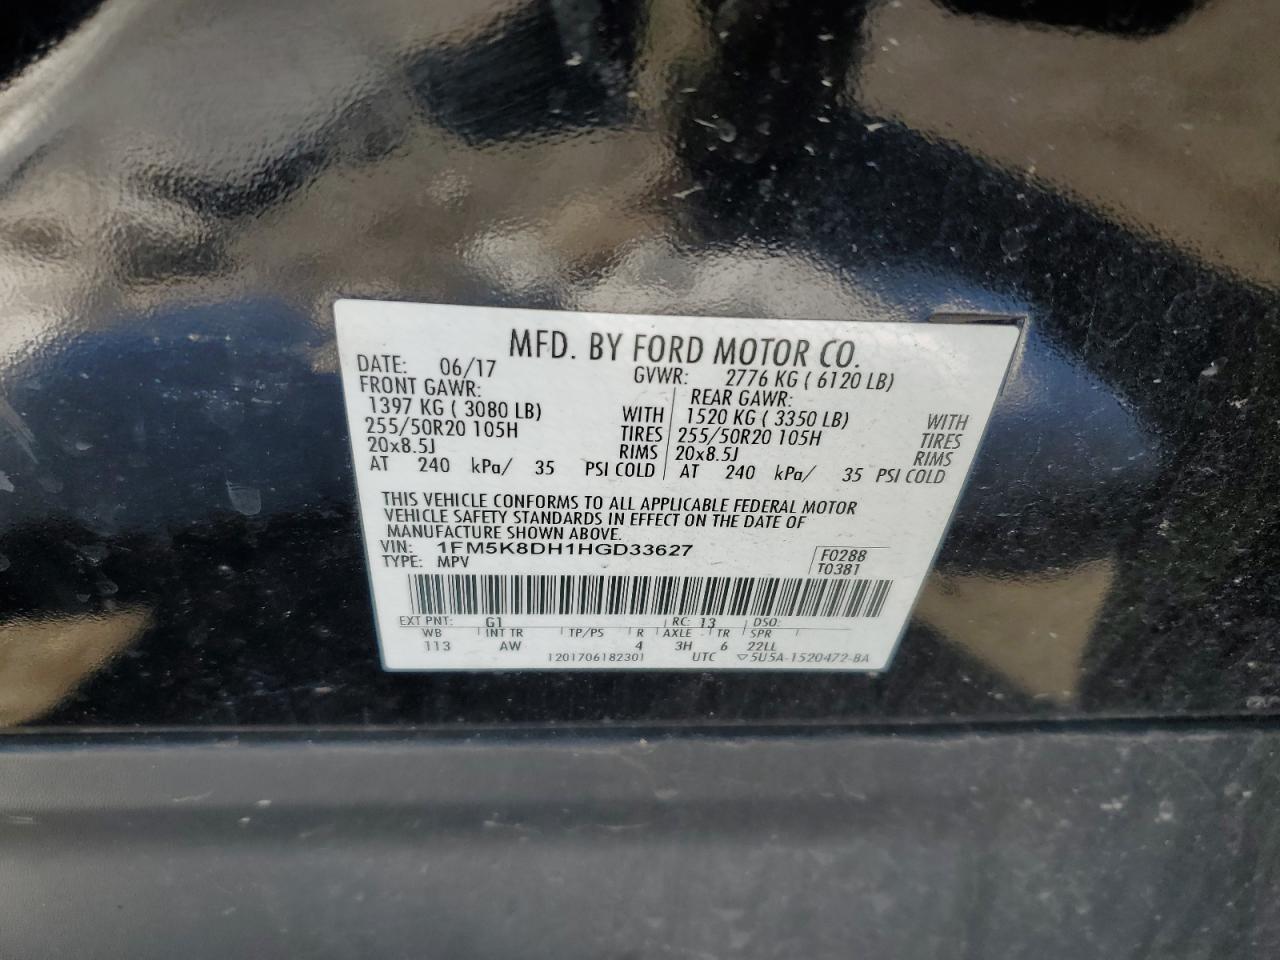 MFD. BY FORD MOTOR CO.
DATE: 06/17 GVWR: 2776 KG ( 6120 LB)
FRONT GAWR: REAR GAWR:
1397 KG ( 3080 LB) WITH 1520 KG ( 3350 LB) WITH
255/50R20 105H TIRES 255/50R20 105H TIRES
20x8.5J RIMS 20x8.5J RIMS
AT 240 kPa/ 35 PSI COLD AT 240 kPa/ 35 PSI COLD
THIS VEHICLE CONFORMS TO ALL APPLICABLE FEDERAL MOTOR
VEHICLE SAFETY STANDARDS IN EFFECT ON THE DATE OF
MANUFACTURE SHOWN ABOVE.
VIN: 1FM5K8DH1HGD33627 F0288
TYPE: MPV T0381
EXT PNT: G1 RC: 13 DSO:
WB INT TR TP/PS R AXLE TR SPR
113 AW 4 3H 6 22LL
1201706182301 UTC ▽5U5A-1520472-BA